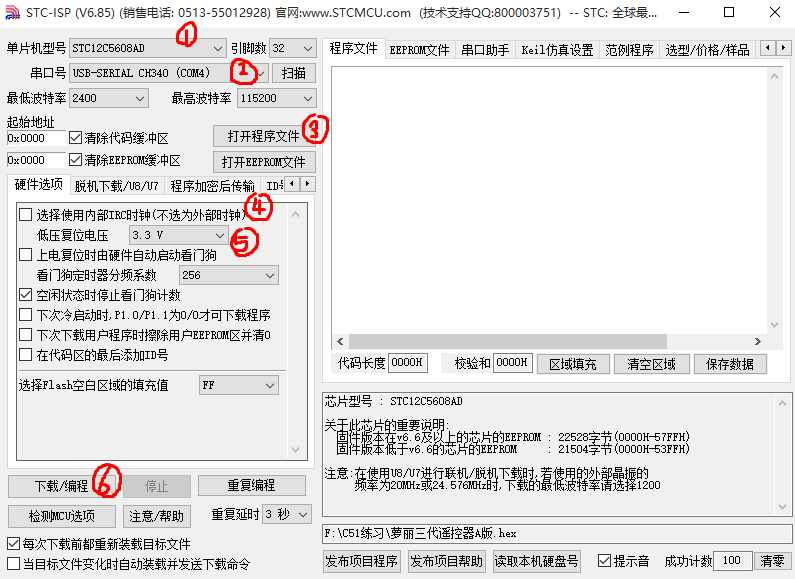 STC-ISP (V6.85) (销售电话: 0513-55012928) 官网:www.STCMCU.com (技术支持QQ:800003751) -- STC: 全球最...
单片机型号 STC12C5608AD ① 引脚数 32
串口号 USB-SERIAL CH340 (COM4) ② 扫描
最低波特率 2400 最高波特率 115200
起始地址
0x0000 清除代码缓冲区 打开程序文件 ③
0x0000 清除EEPROM缓冲区 打开EEPROM文件
硬件选项 脱机下载/U8/U7 程序加密后传输 ID号
选择使用内部IRC时钟(不选为外部时钟) ④
低压复位电压 3.3 V ⑤
上电复位时由硬件自动启动看门狗
看门狗定时器分频系数 256
空闲状态时停止看门狗计数
下次冷启动时,P1.0/P1.1为0/0才可下载程序
下次下载用户程序时擦除用户EEPROM区并清0
在代码区的最后添加ID号
选择Flash空白区域的填充值 FF
下载/编程 ⑥ 停止 重复编程
检测MCU选项 注意/帮助 重复延时 3 秒
每次下载前都重新装载目标文件
当目标文件变化时自动装载并发送下载命令
程序文件 EEPROM文件 串口助手 Keil仿真设置 范例程序 选型/价格/样品
代码长度 0000H 校验和 0000H 区域填充 清空区域 保存数据
芯片型号 : STC12C5608AD
关于此芯片的重要说明:
固件版本在v6.6及以上的芯片的EEPROM : 22528字节(0000H-57FFH)
固件版本低于v6.6的芯片的EEPROM : 21504字节(0000H-53FFH)
注意:在使用U8/U7进行联机/脱机下载时,若使用的外部晶振的
频率为20MHz或24.576MHz时,下载的最低波特率请选择1200
F:\C51练习\萝丽三代遥控器A版.hex
发布项目程序 发布项目帮助 读取本机硬盘号 提示音 成功计数 100 清零